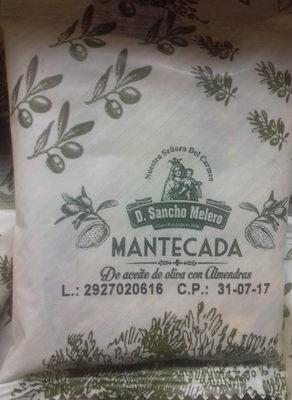 Nuestra Señora Del Carmen
D. Sancho Melero
MANTECADA
De aceite de oliva con Almendras
L.: 2927020616 C.P.: 31-07-17